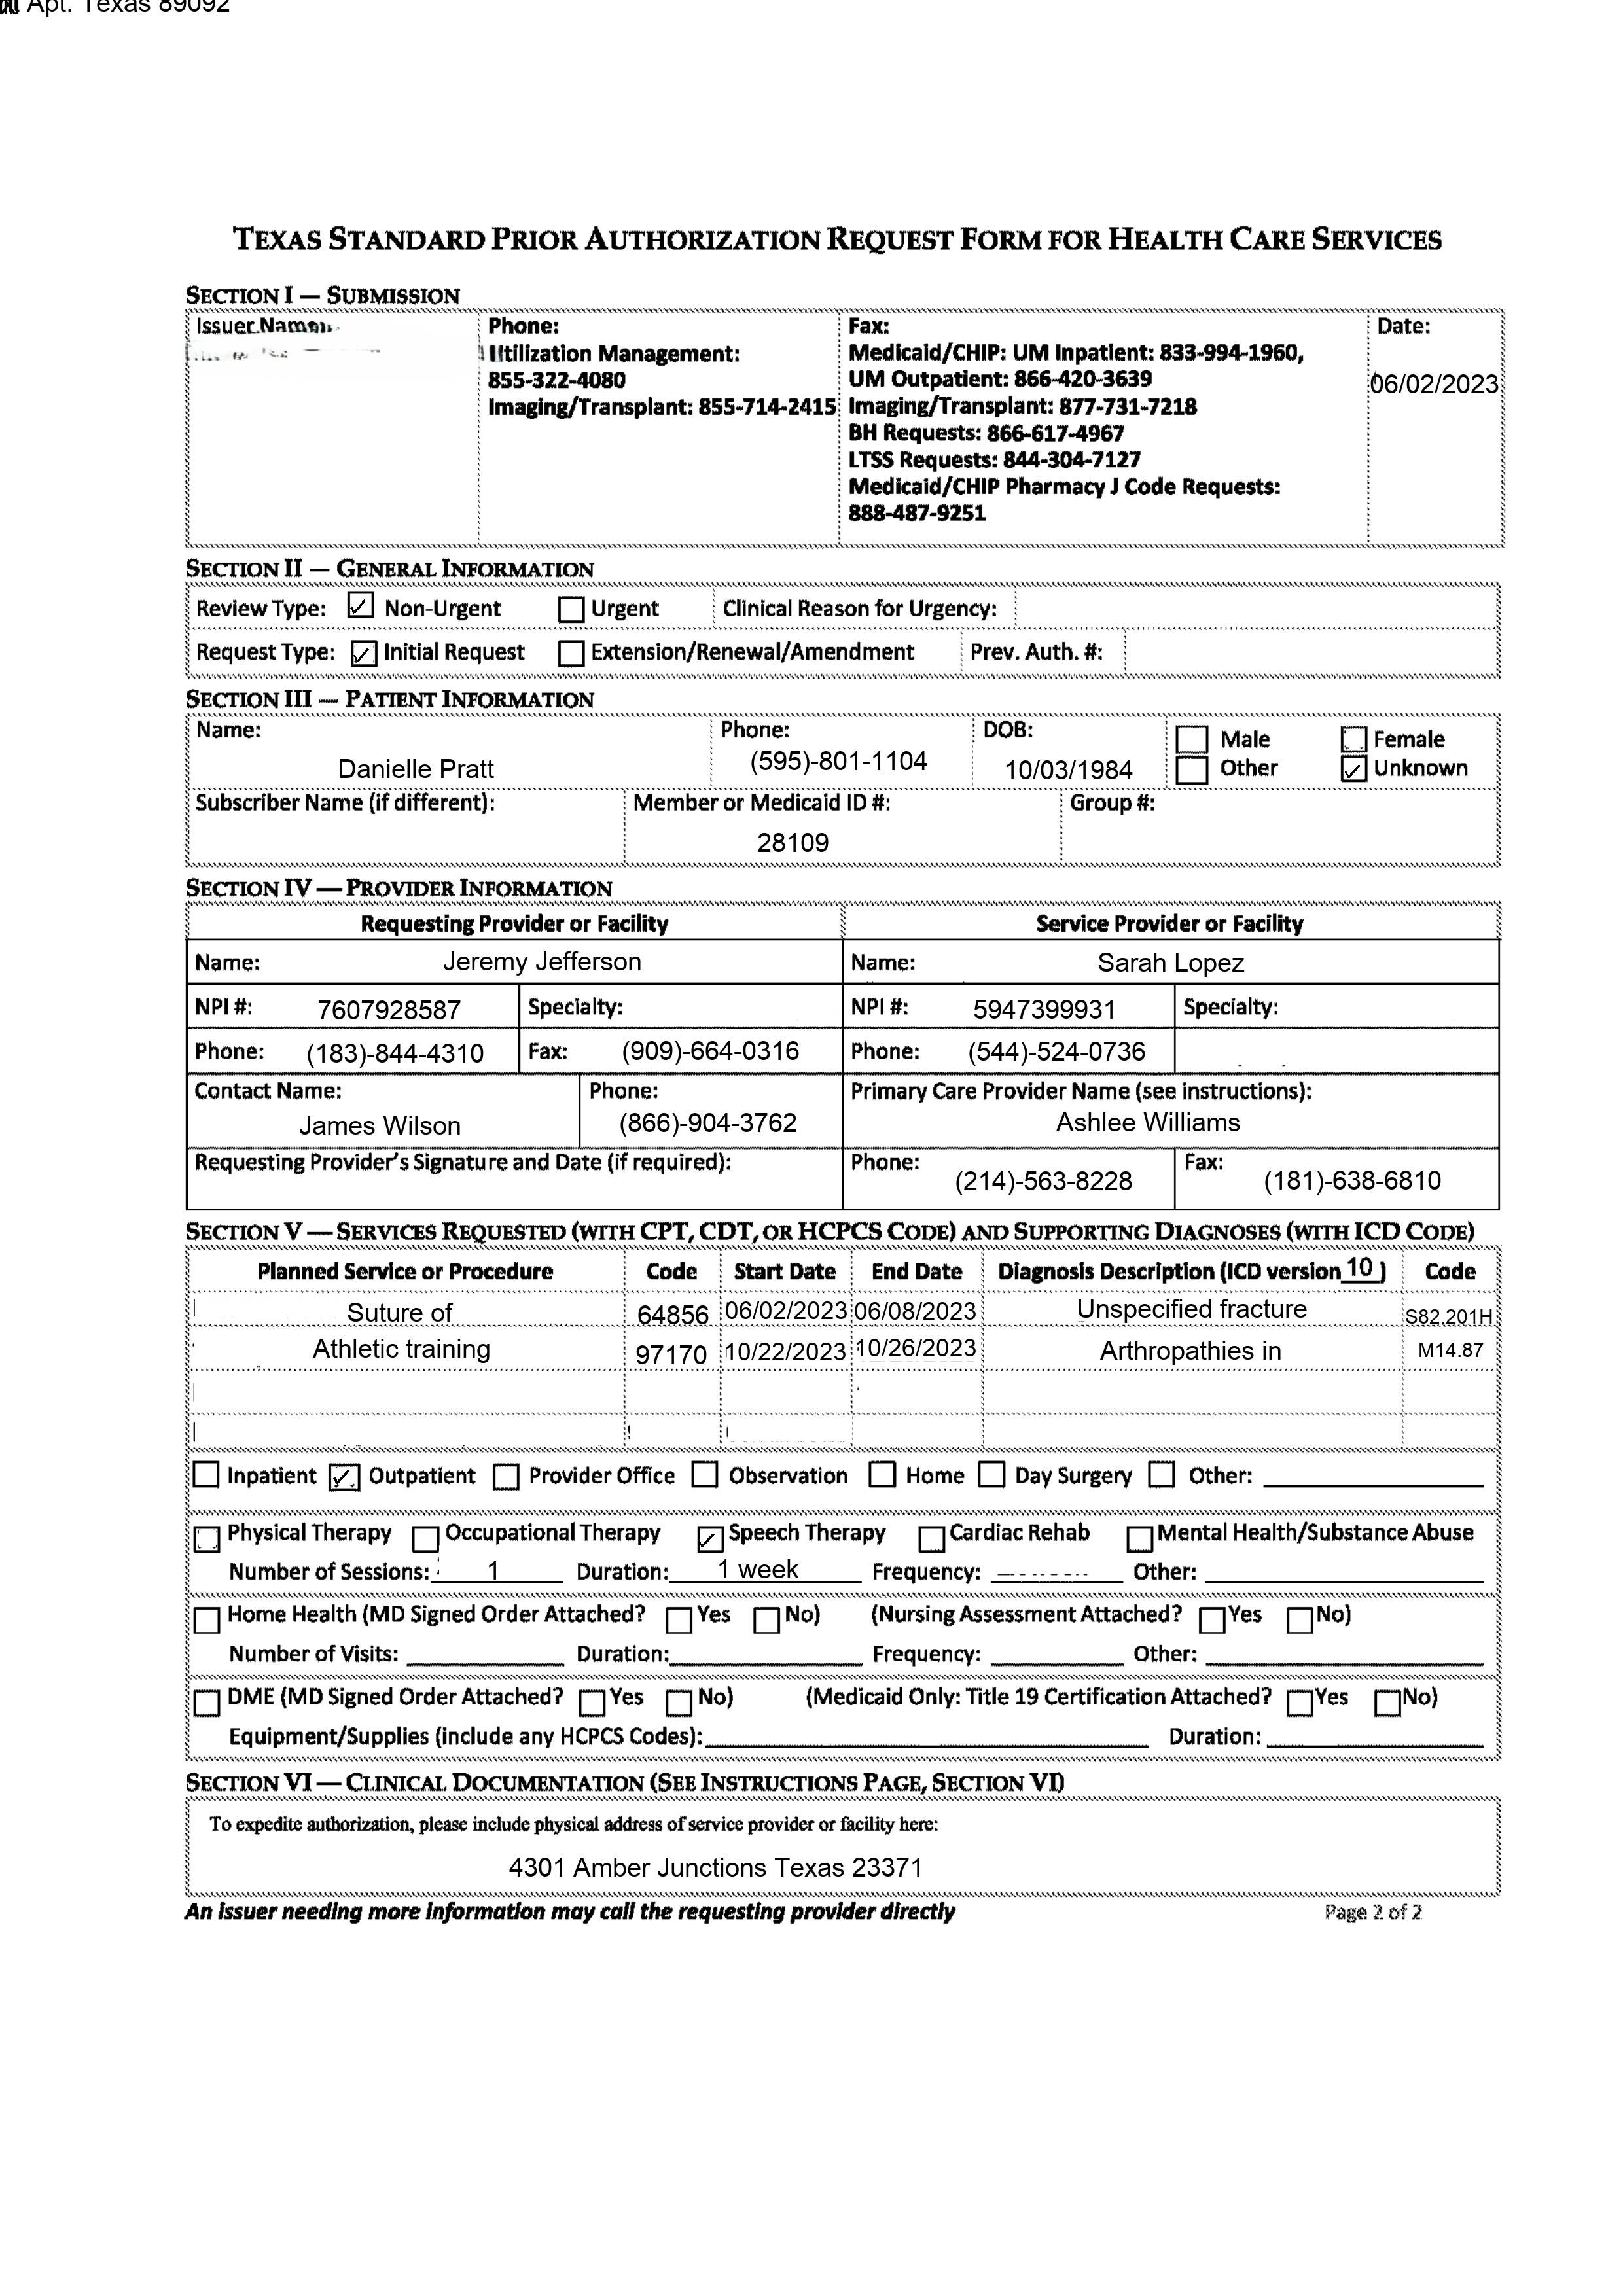 Apt. Texas 89092
TEXAS STANDARD PRIOR AUTHORIZATION REQUEST FORM FOR HEALTH CARE SERVICES
SECTION I — SUBMISSION
Issuer Phone: Fax: Date:
Utilization Management: Medicaid/CHIP: UM Inpatient: 833-994-1960,
855-322-4080 UM Outpatient: 866-420-3639 06/02/2023
Imaging/Transplant: 855-714-2415 Imaging/Transplant: 877-731-7218
BH Requests: 866-617-4967
LTSS Requests: 844-304-7127
Medicaid/CHIP Pharmacy J Code Requests:
888-487-9251
SECTION II — GENERAL INFORMATION
Review Type: Non-Urgent Urgent Clinical Reason for Urgency:
Request Type: Initial Request Extension/Renewal/Amendment Prev. Auth. #:
SECTION III — PATIENT INFORMATION
Name: Phone: DOB: Male Female
Danielle Pratt (595)-801-1104 10/03/1984 Other Unknown
Subscriber Name (if different): Member or Medicaid ID #: Group #:
28109
SECTION IV — PROVIDER INFORMATION
Requesting Provider or Facility Service Provider or Facility
Name: Jeremy Jefferson Name: Sarah Lopez
NPI #: 7607928587 Specialty: NPI #: 5947399931 Specialty:
Phone: (183)-844-4310 Fax: (909)-664-0316 Phone: (544)-524-0736
Contact Name: Phone: Primary Care Provider Name (see instructions):
James Wilson (866)-904-3762 Ashlee Williams
Requesting Provider's Signature and Date (if required): Phone: (214)-563-8228 Fax: (181)-638-6810
SECTION V — SERVICES REQUESTED (WITH CPT, CDT, OR HCPCS CODE) AND SUPPORTING DIAGNOSES (WITH ICD CODE)
Planned Service or Procedure Code Start Date End Date Diagnosis Description (ICD version 10 ) Code
Suture of 64856 06/02/2023 06/08/2023 Unspecified fracture S82.201H
Athletic training 97170 10/22/2023 10/26/2023 Arthropathies in M14.87
Inpatient Outpatient Provider Office Observation Home Day Surgery Other:
Physical Therapy Occupational Therapy Speech Therapy Cardiac Rehab Mental Health/Substance Abuse
Number of Sessions: 1 Duration: 1 week Frequency: Other:
Home Health (MD Signed Order Attached? Yes No) (Nursing Assessment Attached? Yes No)
Number of Visits: Duration: Frequency: Other:
DME (MD Signed Order Attached? Yes No) (Medicaid Only: Title 19 Certification Attached? Yes No)
Equipment/Supplies (include any HCPCS Codes): Duration:
SECTION VI — CLINICAL DOCUMENTATION (SEE INSTRUCTIONS PAGE, SECTION VI)
To expedite authorization, please include physical address of service provider or facility here:
4301 Amber Junctions Texas 23371
An issuer needing more information may call the requesting provider directly Page 2 of 2